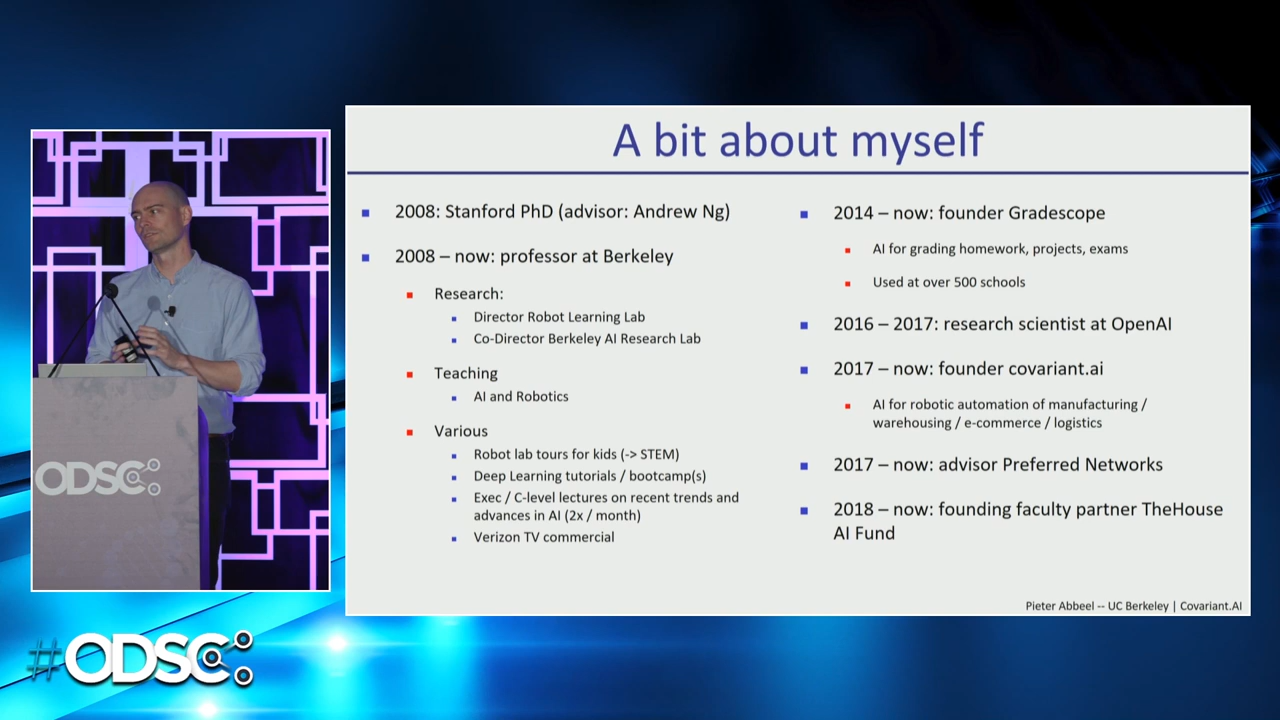 A bit about myself
2008: Stanford PhD (advisor: Andrew Ng)
2008 – now: professor at Berkeley
Research:
Director Robot Learning Lab
Co-Director Berkeley AI Research Lab
Teaching
AI and Robotics
Various
Robot lab tours for kids (-> STEM)
Deep Learning tutorials / bootcamp(s)
Exec / C-level lectures on recent trends and
advances in AI (2x / month)
Verizon TV commercial
2014 – now: founder Gradescope
AI for grading homework, projects, exams
Used at over 500 schools
2016 – 2017: research scientist at OpenAI
2017 – now: founder covariant.ai
AI for robotic automation of manufacturing /
warehousing / e-commerce / logistics
2017 – now: advisor Preferred Networks
2018 – now: founding faculty partner TheHouse
AI Fund
Pieter Abbeel -- UC Berkeley | Covariant.AI
ODSC
#ODSC